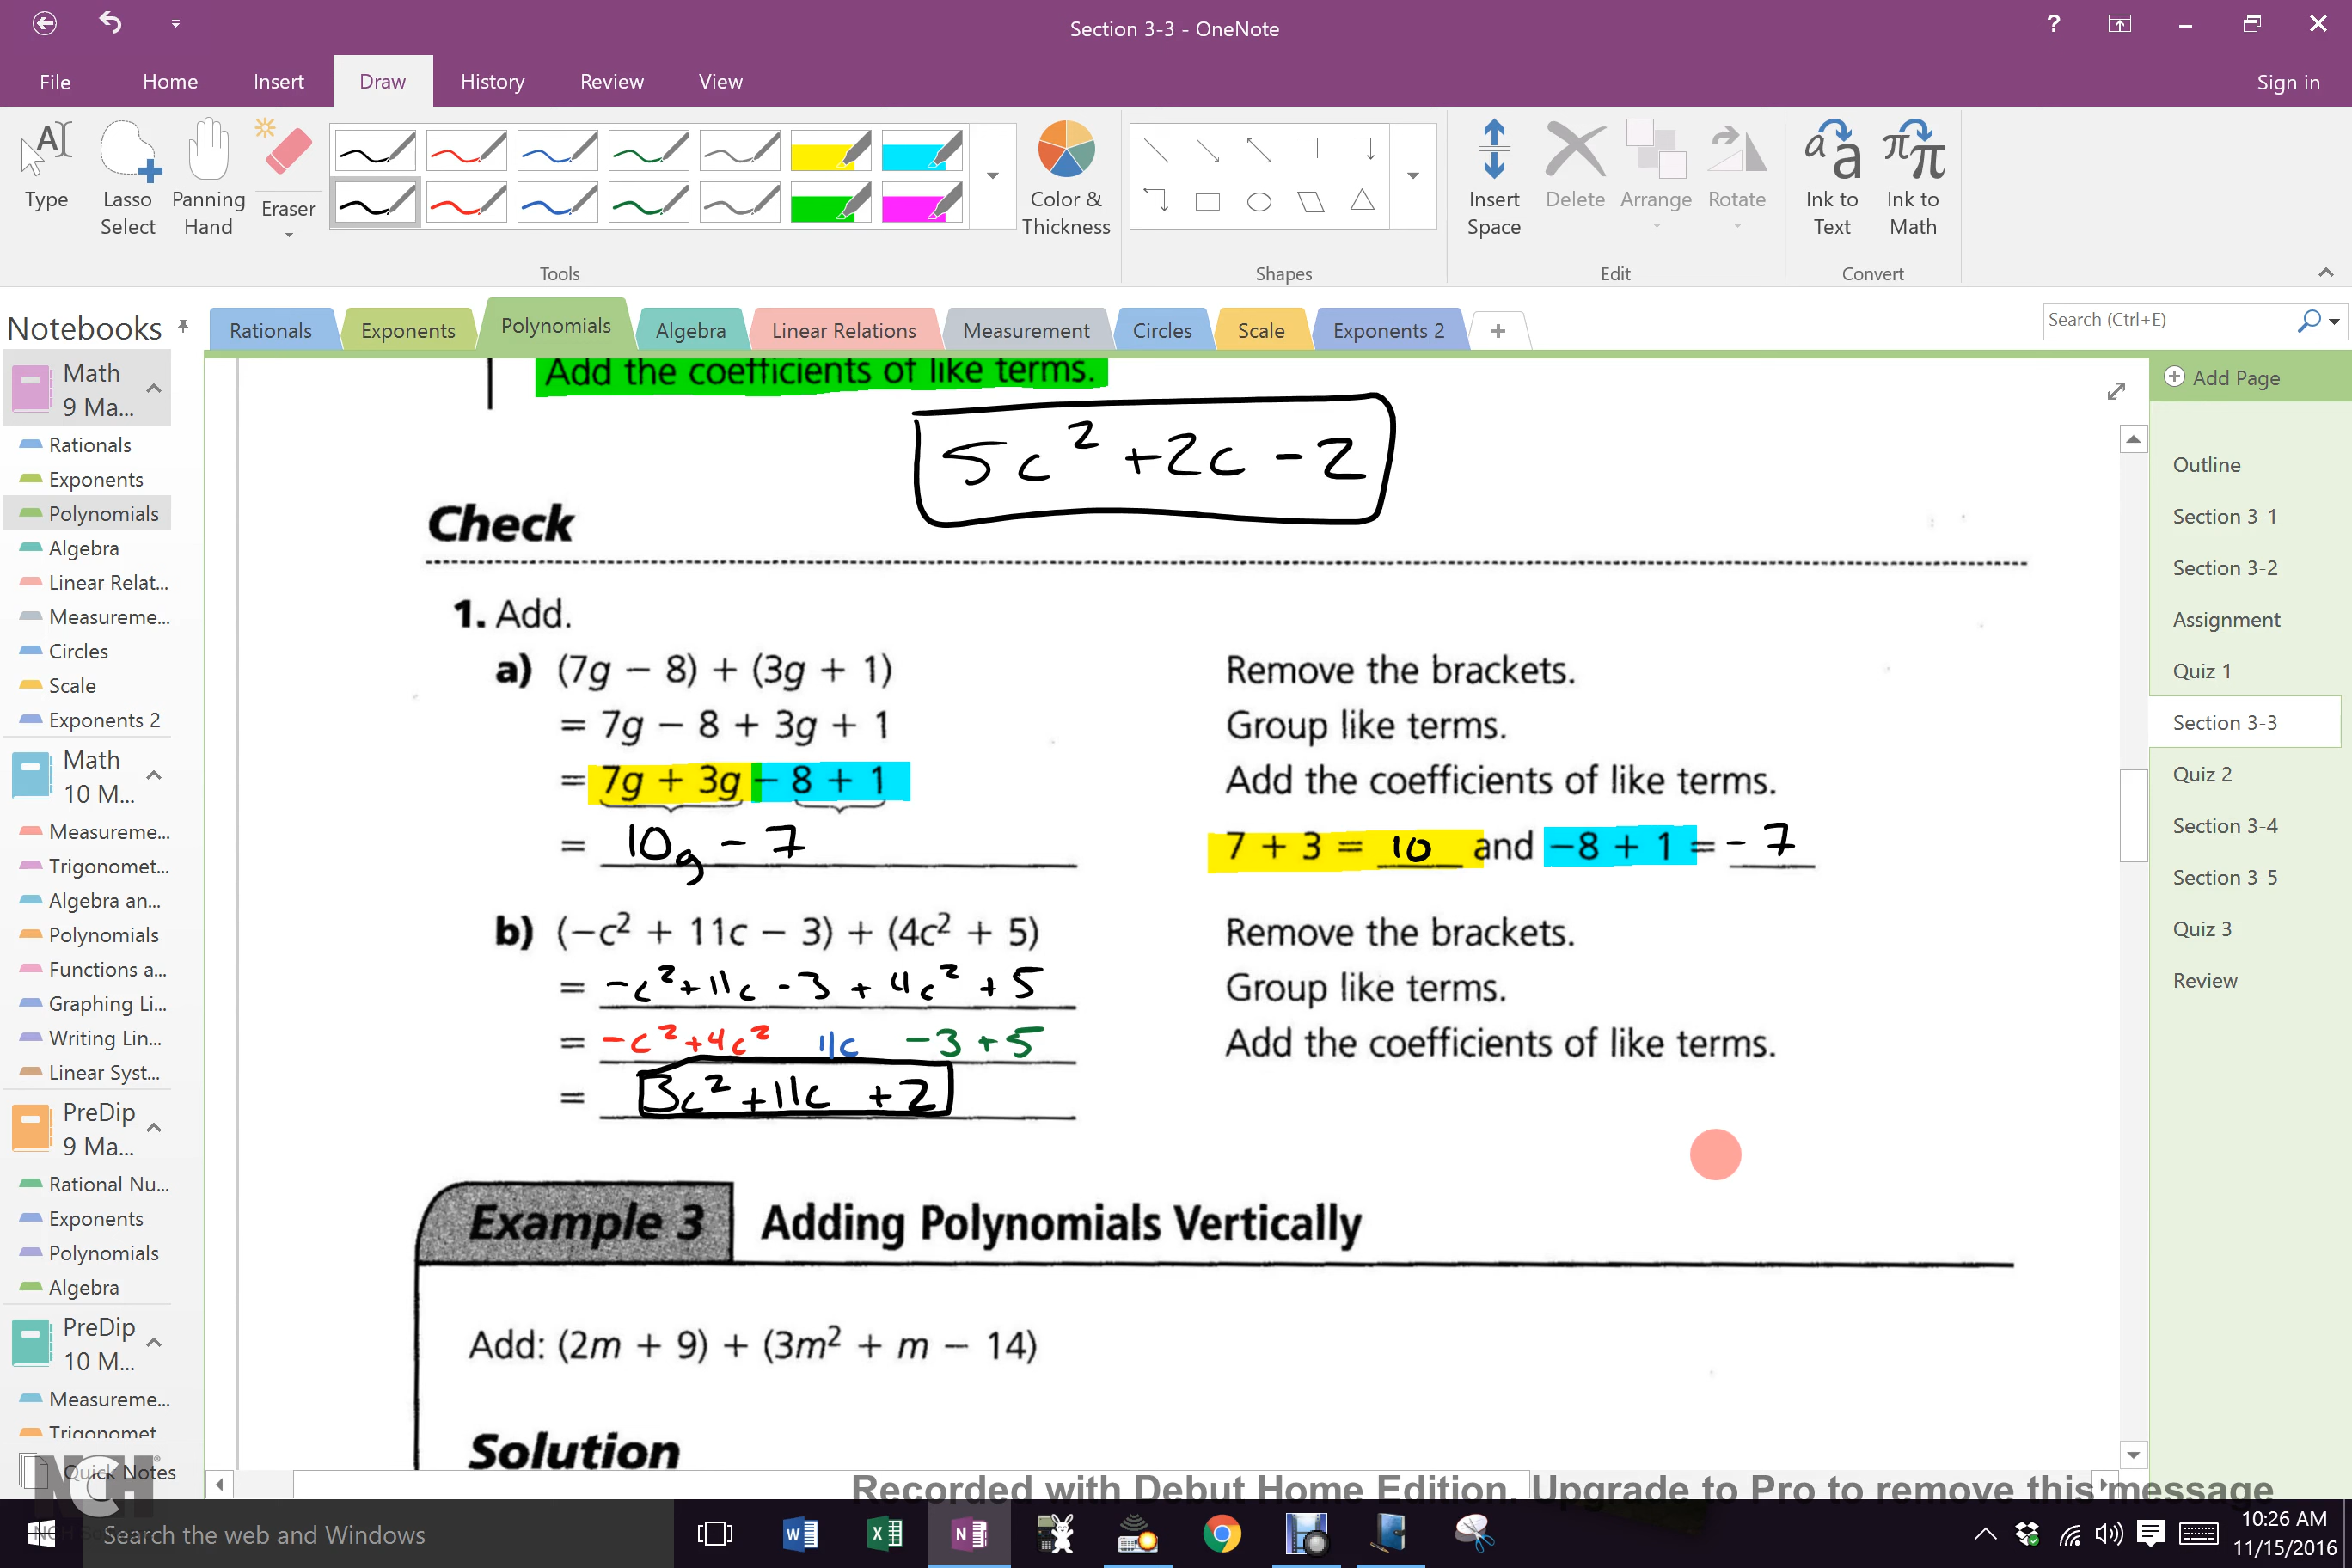 Section 3-3 - OneNote
File Home Insert Draw History Review View Sign in
Type
Lasso Select
Panning Hand
Eraser
Color & Thickness
Insert Space
Delete
Arrange
Rotate
Ink to Text
Ink to Math
Tools Shapes Edit Convert
Notebooks
Rationals Exponents Polynomials Algebra Linear Relations Measurement Circles Scale Exponents 2
Search (Ctrl+E)
Math 9 Ma...
Rationals
Exponents
Polynomials
Algebra
Linear Relat...
Measureme...
Circles
Scale
Exponents 2
Math 10 M...
Measureme...
Trigonomet...
Algebra an...
Polynomials
Functions a...
Graphing Li...
Writing Lin...
Linear Syst...
PreDip 9 Ma...
Rational Nu...
Exponents
Polynomials
Algebra
PreDip 10 M...
Measureme...
Trigonomet
Quick Notes
Add the coefficients of like terms.
5c² + 2c - 2
Check
1. Add.
a) (7g − 8) + (3g + 1) Remove the brackets.
= 7g − 8 + 3g + 1 Group like terms.
= 7g + 3g − 8 + 1 Add the coefficients of like terms.
= 10g - 7 7 + 3 = 10 and −8 + 1 = - 7
b) (−c² + 11c − 3) + (4c² + 5) Remove the brackets.
= -c² + 11c - 3 + 4c² + 5 Group like terms.
= -c² + 4c² 11c - 3 + 5 Add the coefficients of like terms.
= 3c² + 11c + 2
Example 3 Adding Polynomials Vertically
Add: (2m + 9) + (3m² + m − 14)
Solution
Add Page
Outline
Section 3-1
Section 3-2
Assignment
Quiz 1
Section 3-3
Quiz 2
Section 3-4
Section 3-5
Quiz 3
Review
NCH
Recorded with Debut Home Edition. Upgrade to Pro to remove this message
Search the web and Windows
10:26 AM
11/15/2016